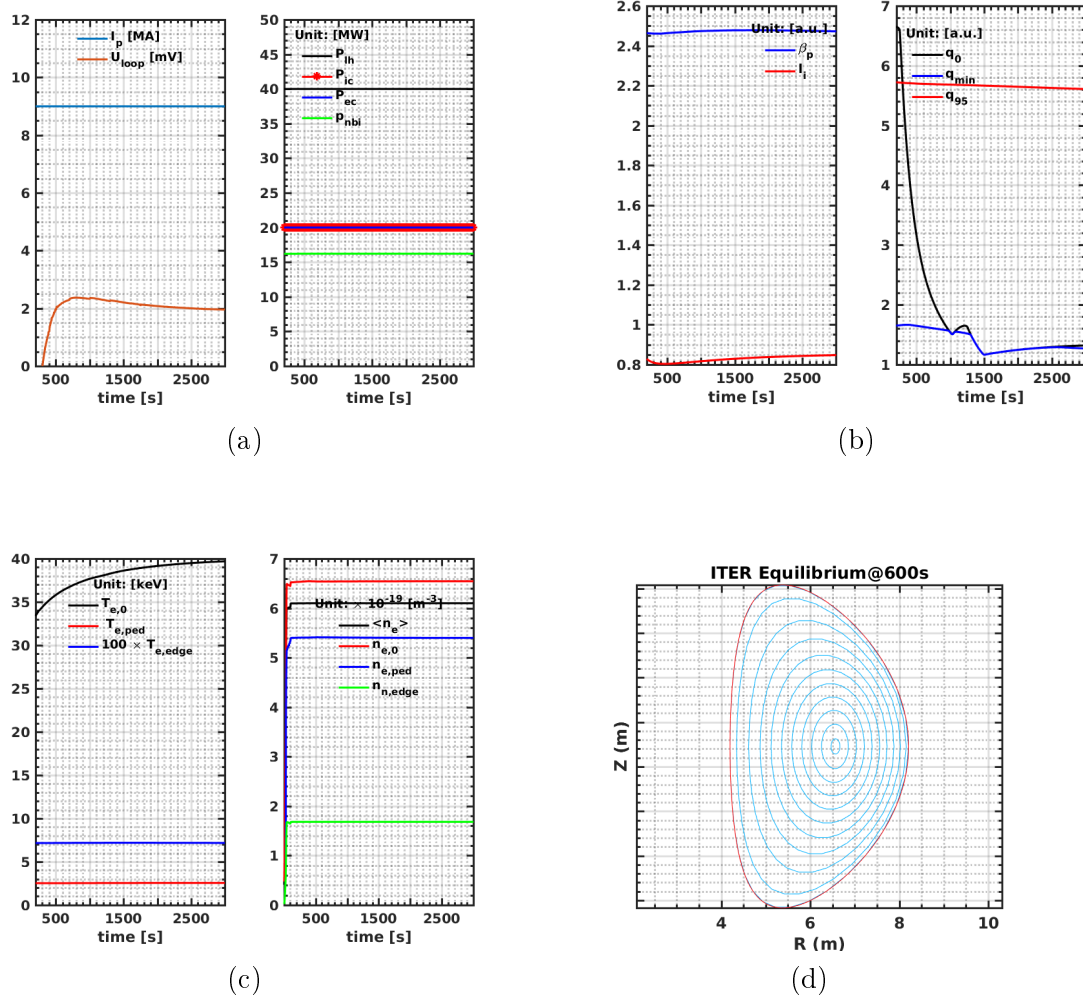 12
10
8
6
4
2
0
I_p [MA]
U_loop [mV]
500 1500 2500
time [s]
50
45
40
35
30
25
20
15
10
5
0
Unit: [MW]
P_lh
P_ic
P_ec
p_nbi
500 1500 2500
time [s]
(a)
2.6
2.4
2.2
2
1.8
1.6
1.4
1.2
1
0.8
Unit: [a.u.]
β_p
l_i
500 1500 2500
time [s]
7
6
5
4
3
2
1
Unit: [a.u.]
q_0
q_min
q_95
500 1500 2500
time [s]
(b)
40
35
30
25
20
15
10
5
0
Unit: [keV]
T_e,0
T_e,ped
100 × T_e,edge
500 1500 2500
time [s]
7
6
5
4
3
2
1
0
Unit: × 10^-19 [m^-3]
<n_e>
n_e,0
n_e,ped
n_n,edge
500 1500 2500
time [s]
(c)
ITER Equilibrium@600s
Z (m)
4 6 8 10
R (m)
(d)